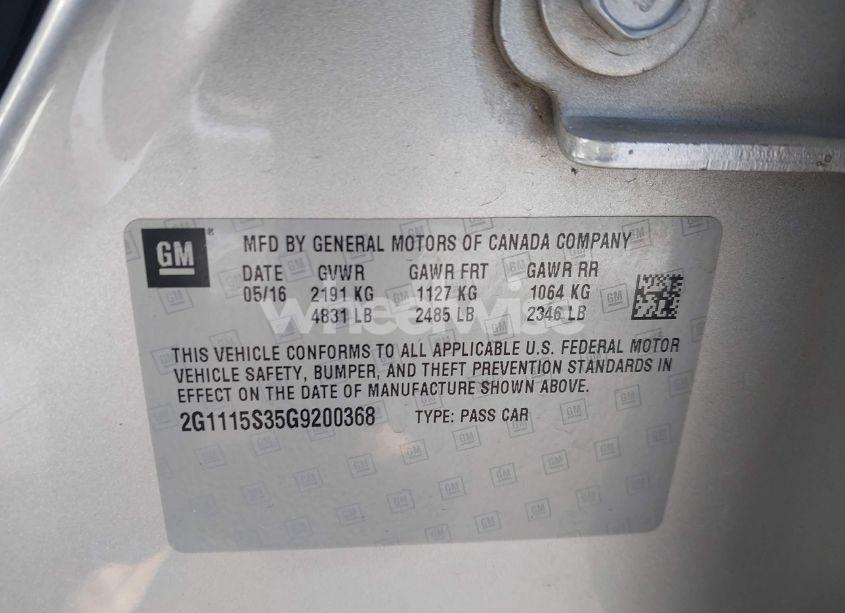 GM ® MFD BY GENERAL MOTORS OF CANADA COMPANY
DATE GVWR GAWR FRT GAWR RR
05/16 2191 KG 1127 KG 1064 KG
4831 LB 2485 LB 2346 LB
wheelwise
THIS VEHICLE CONFORMS TO ALL APPLICABLE U.S. FEDERAL MOTOR
VEHICLE SAFETY, BUMPER, AND THEFT PREVENTION STANDARDS IN
EFFECT ON THE DATE OF MANUFACTURE SHOWN ABOVE.
2G1115S35G9200368 TYPE: PASS CAR